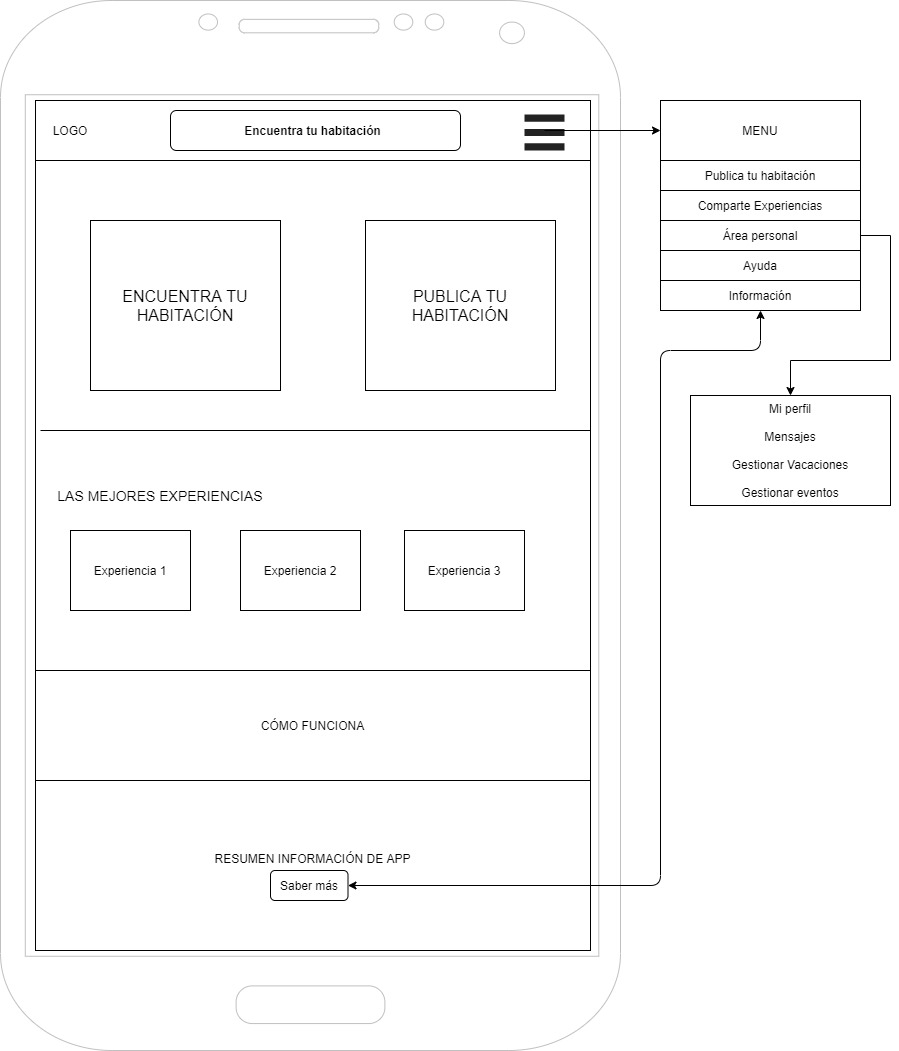 LOGO
Encuentra tu habitación
MENU
Publica tu habitación
Comparte Experiencias
Área personal
Ayuda
Información
ENCUENTRA TU
HABITACIÓN
PUBLICA TU
HABITACIÓN
Mi perfil
Mensajes
Gestionar Vacaciones
Gestionar eventos
LAS MEJORES EXPERIENCIAS
Experiencia 1
Experiencia 2
Experiencia 3
CÓMO FUNCIONA
RESUMEN INFORMACIÓN DE APP
Saber más